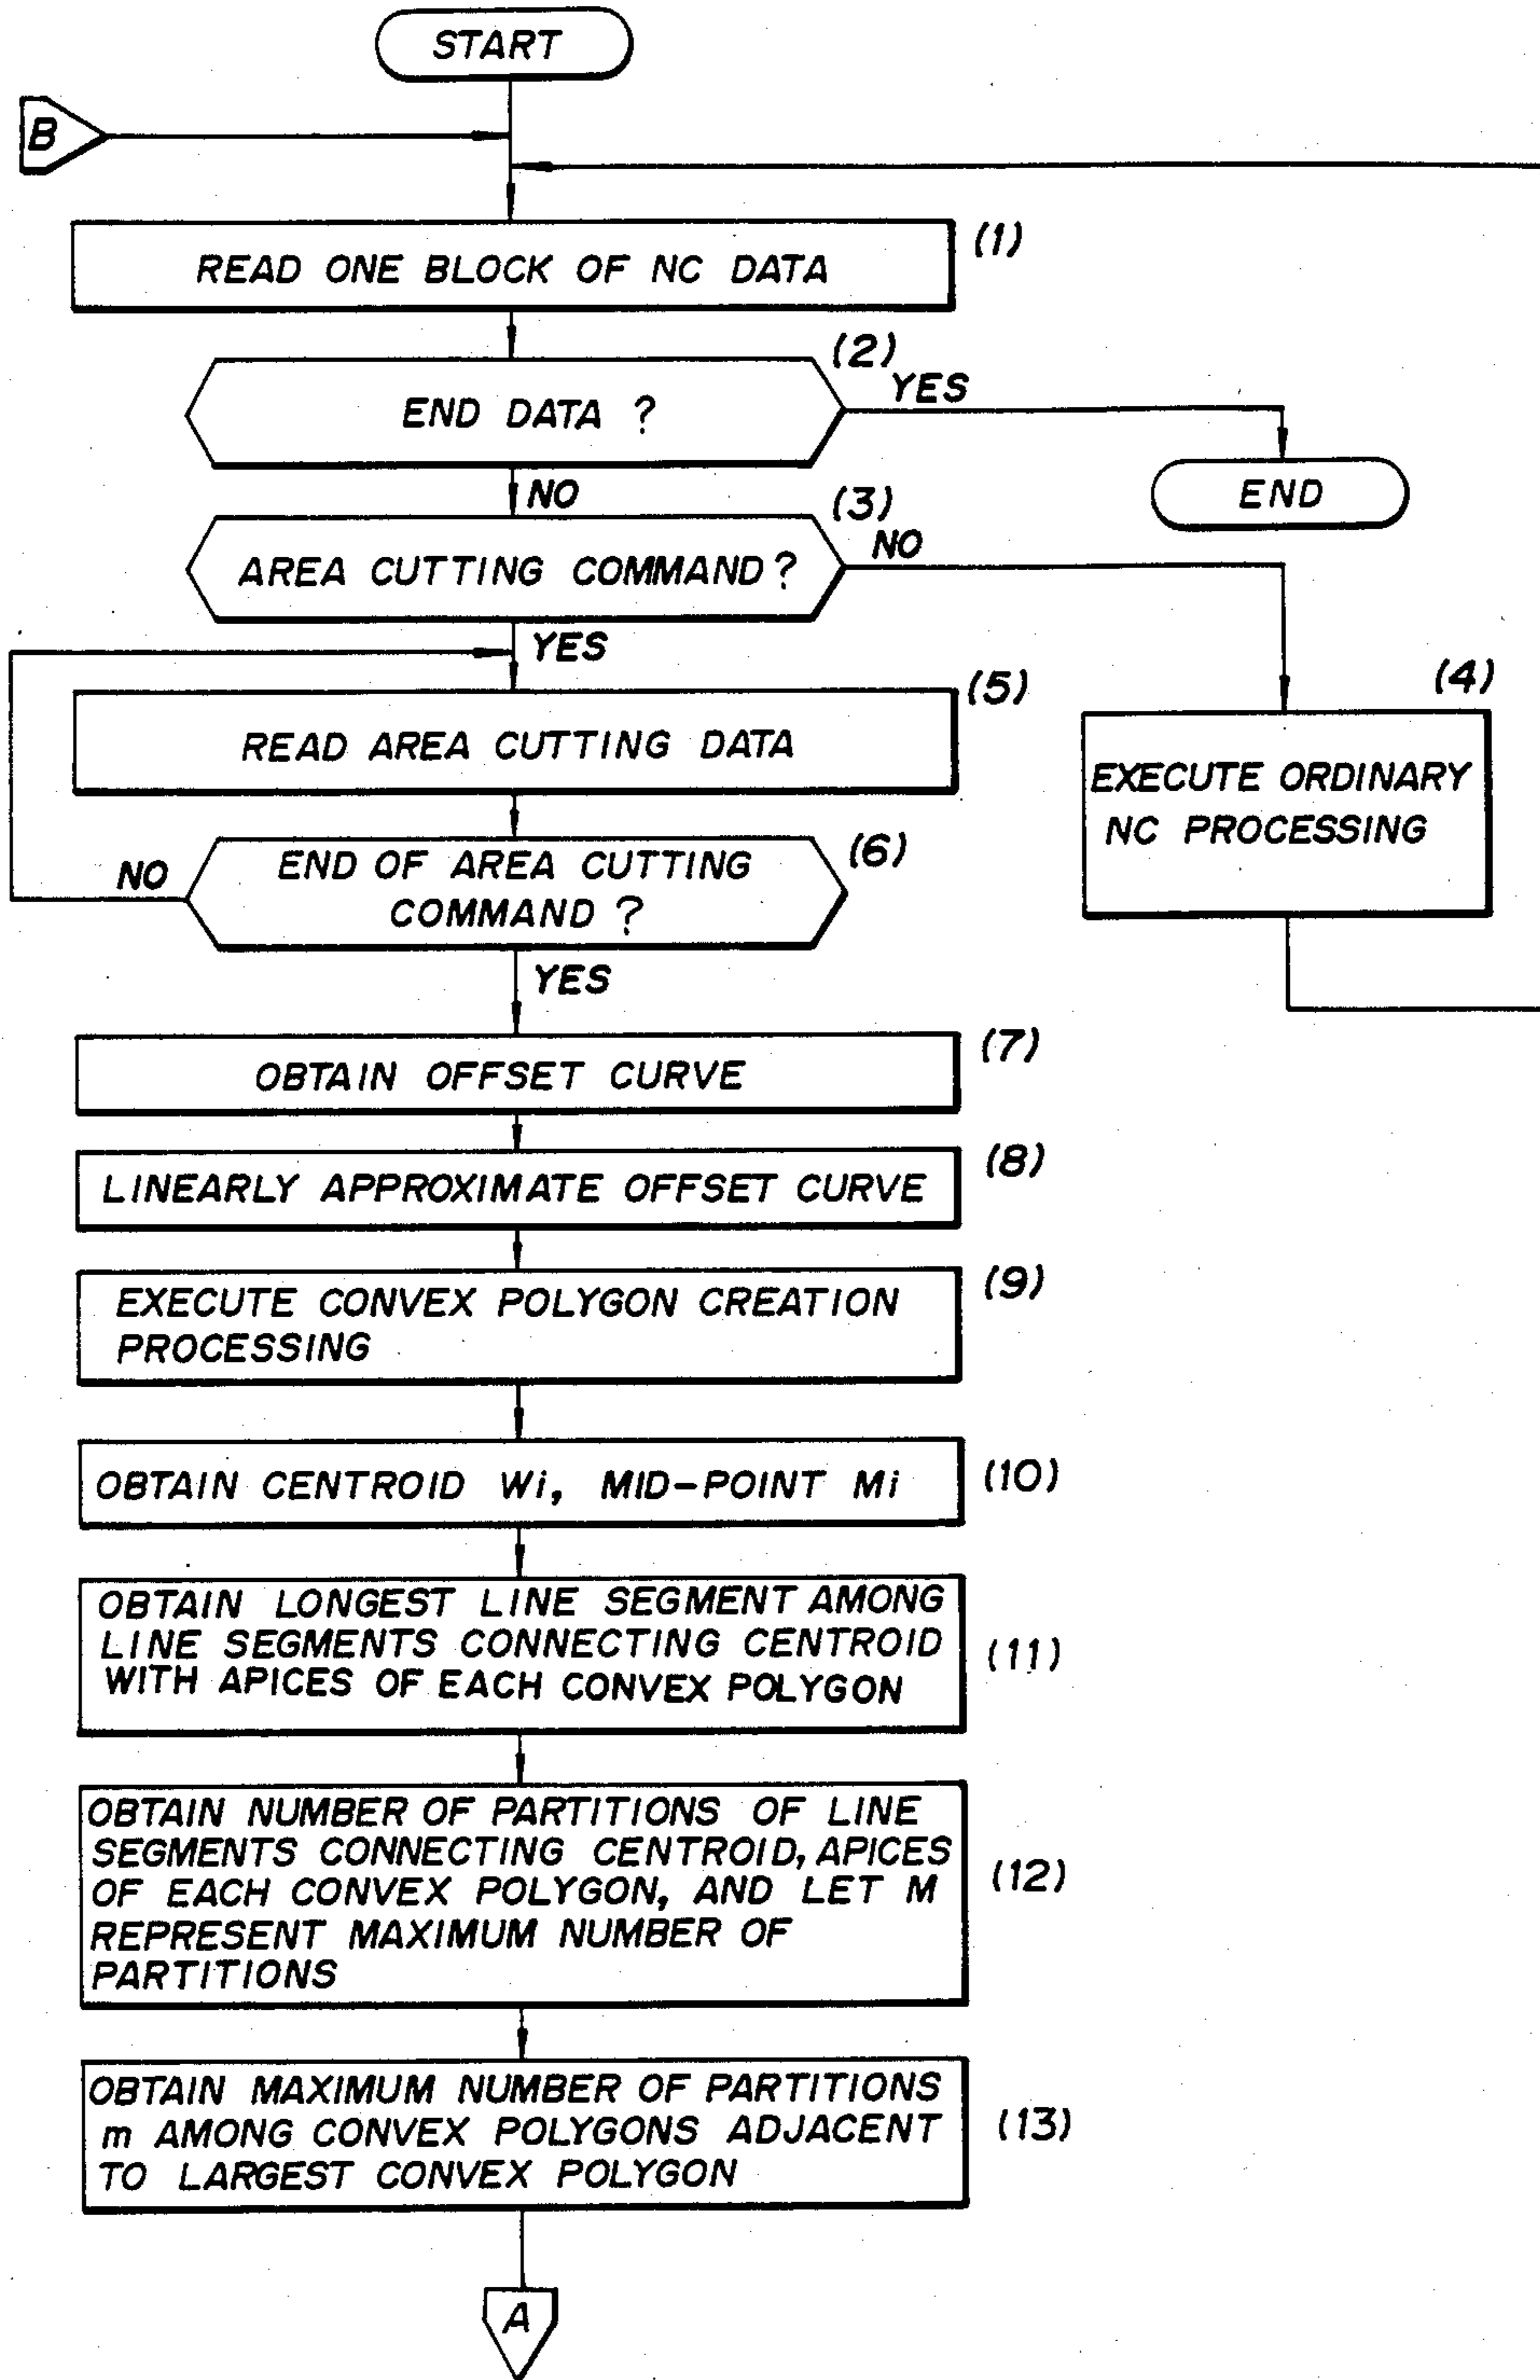 START
B
READ ONE BLOCK OF NC DATA
(1)
END DATA ?
(2)
YES
END
NO
AREA CUTTING COMMAND ?
(3)
NO
YES
READ AREA CUTTING DATA
(5)
(4)
EXECUTE ORDINARY
NC PROCESSING
END OF AREA CUTTING
COMMAND ?
(6)
NO
YES
OBTAIN OFFSET CURVE
(7)
LINEARLY APPROXIMATE OFFSET CURVE
(8)
EXECUTE CONVEX POLYGON CREATION
PROCESSING
(9)
OBTAIN CENTROID Wi, MID-POINT Mi
(10)
OBTAIN LONGEST LINE SEGMENT AMONG
LINE SEGMENTS CONNECTING CENTROID
WITH APICES OF EACH CONVEX POLYGON
(11)
OBTAIN NUMBER OF PARTITIONS OF LINE
SEGMENTS CONNECTING CENTROID, APICES
OF EACH CONVEX POLYGON, AND LET M
REPRESENT MAXIMUM NUMBER OF
PARTITIONS
(12)
OBTAIN MAXIMUM NUMBER OF PARTITIONS
m AMONG CONVEX POLYGONS ADJACENT
TO LARGEST CONVEX POLYGON
(13)
A